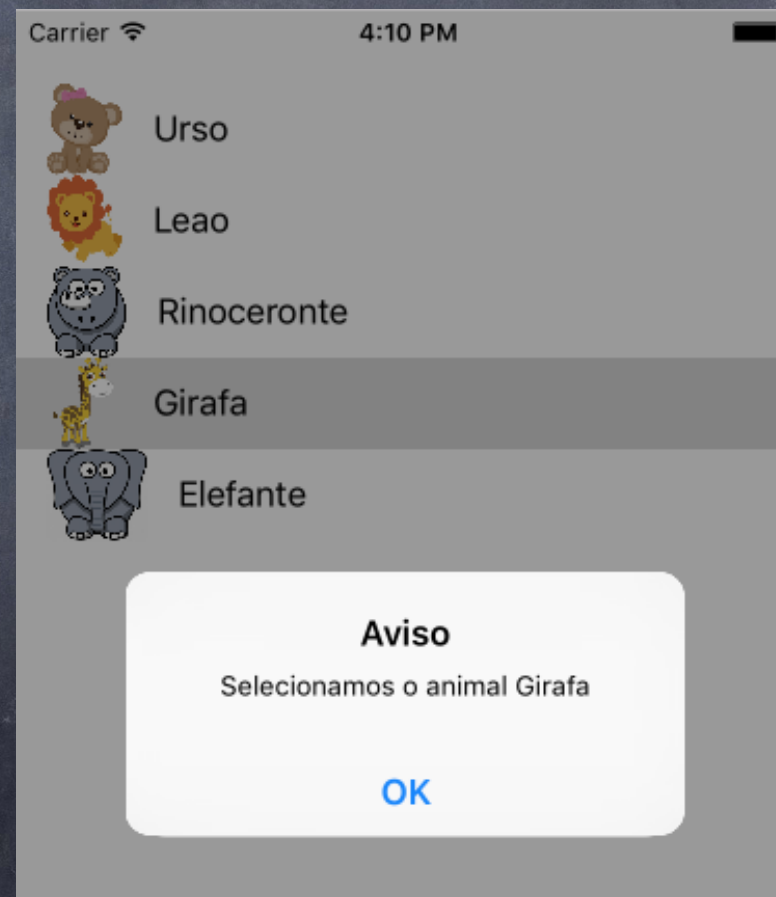 Carrier 4:10 PM
Urso
Leao
Rinoceronte
Girafa
Elefante
Aviso
Selecionamos o animal Girafa
OK